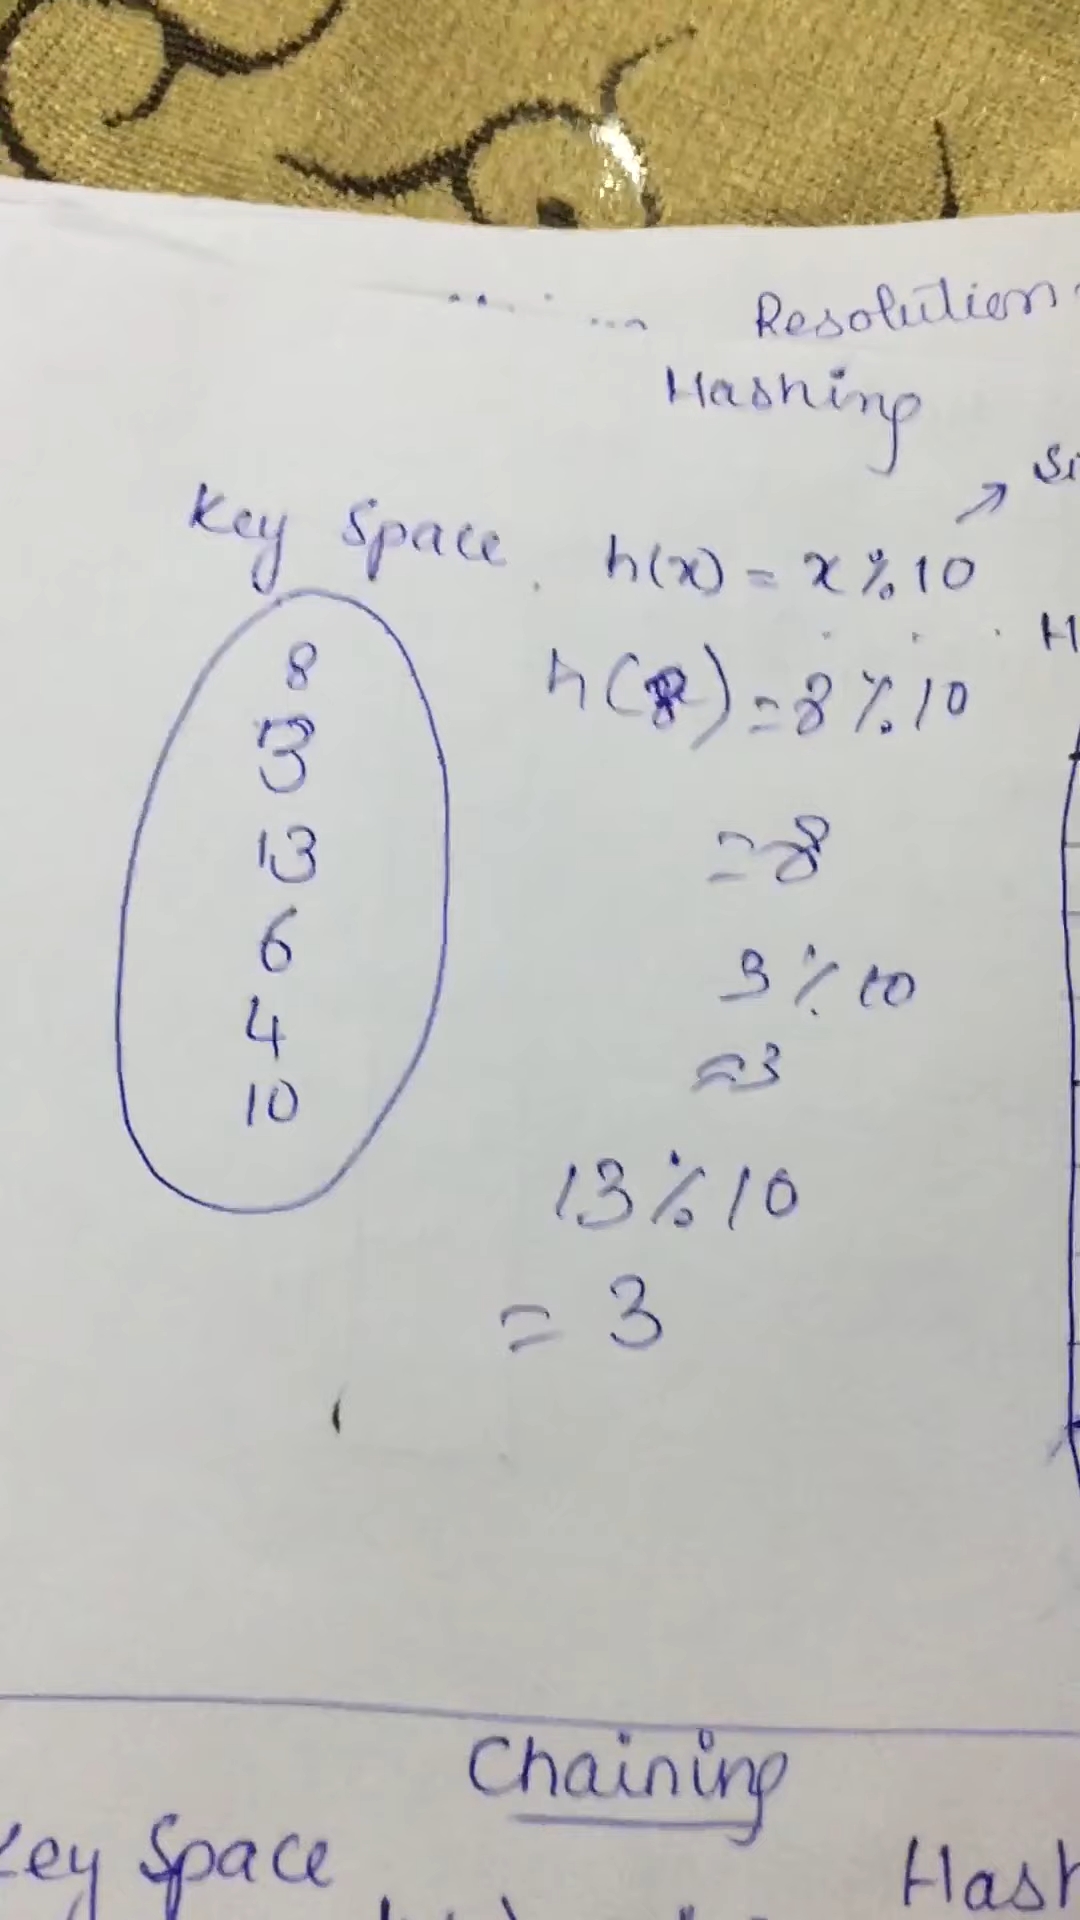 Resolution
Hashing
Key Space h(x) = x % 10
8
3
13
6
4
10
h(8) = 8 % 10
= 8
3 % 10
= 3
13 % 10
= 3
Chaining
Key Space